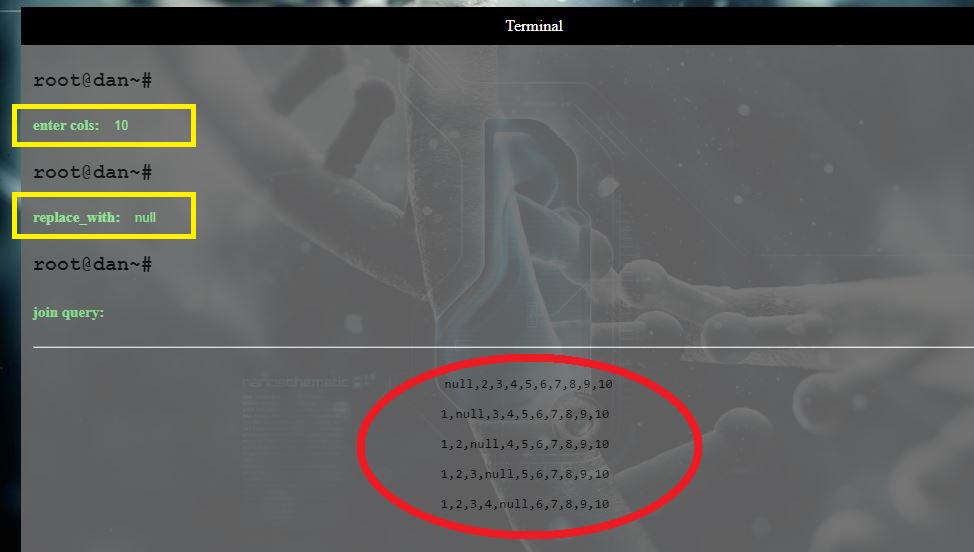 Terminal
root@dan~#
enter cols: 10
root@dan~#
replace_with: null
root@dan~#
join query:
nanoschematic
null,2,3,4,5,6,7,8,9,10
1,null,3,4,5,6,7,8,9,10
1,2,null,4,5,6,7,8,9,10
1,2,3,null,5,6,7,8,9,10
1,2,3,4,null,6,7,8,9,10